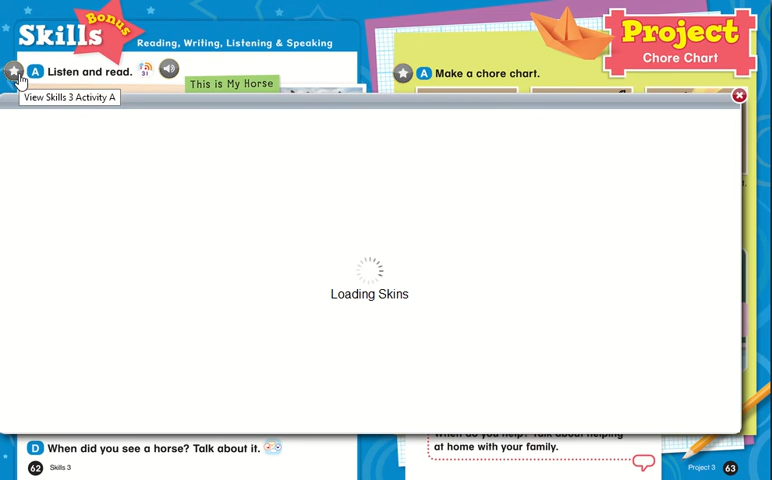 Skills Bonus
Reading, Writing, Listening & Speaking
A Listen and read. 31
This is My Horse
View Skills 3 Activity A
Loading Skins
D When did you see a horse? Talk about it.
62 Skills 3
Project
Chore Chart
A Make a chore chart.
When do you help? Talk about helping
at home with your family.
Project 3 63